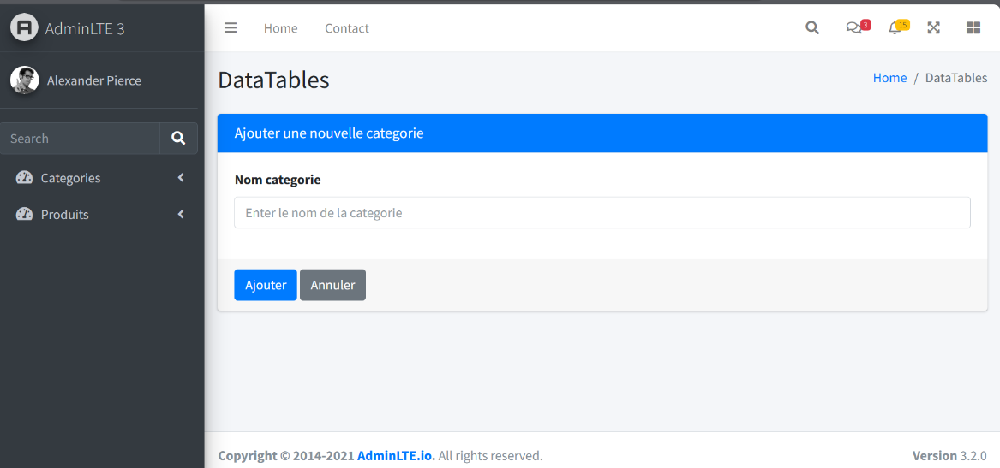 AdminLTE 3
Home Contact
3
15
Alexander Pierce
DataTables
Home / DataTables
Search
Categories
Produits
Ajouter une nouvelle categorie
Nom categorie
Enter le nom de la categorie
Ajouter Annuler
Copyright © 2014-2021 AdminLTE.io. All rights reserved.
Version 3.2.0